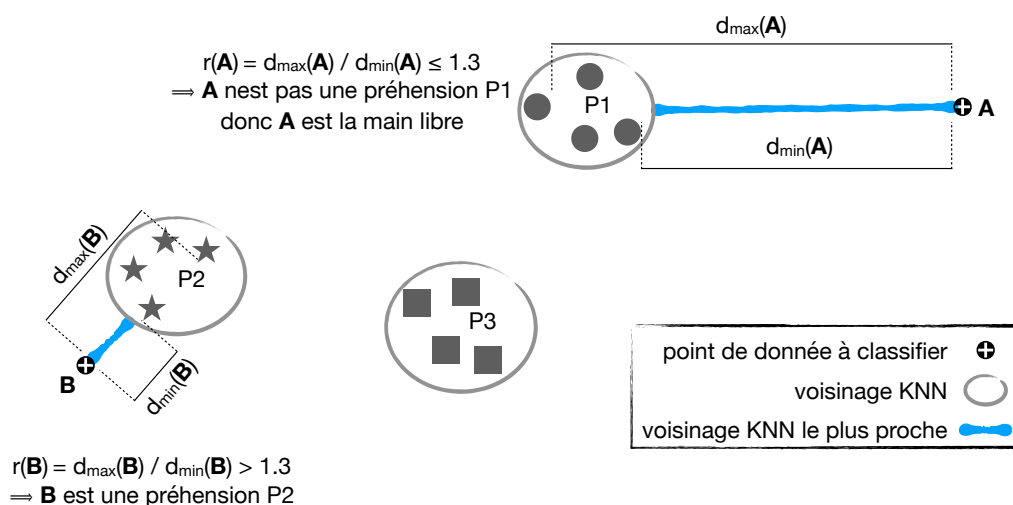 dmax(A)
r(A) = dmax(A) / dmin(A) ≤ 1.3
⟹ A nest pas une préhension P1
donc A est la main libre
P1
A
dmin(A)
dmax(B)
P2
B
dmin(B)
P3
point de donnée à classifier
voisinage KNN
voisinage KNN le plus proche
r(B) = dmax(B) / dmin(B) > 1.3
⟹ B est une préhension P2